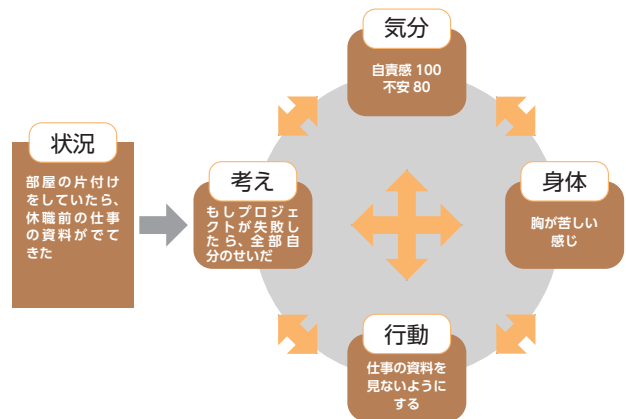 気分
自責感 100
不安 80
状況
部屋の片付け
をしていたら、
休職前の仕事
の資料がでて
きた
考え
もしプロジェ
クトが失敗し
たら、全部自
分のせいだ
身体
胸が苦しい
感じ
行動
仕事の資料を
見ないように
する